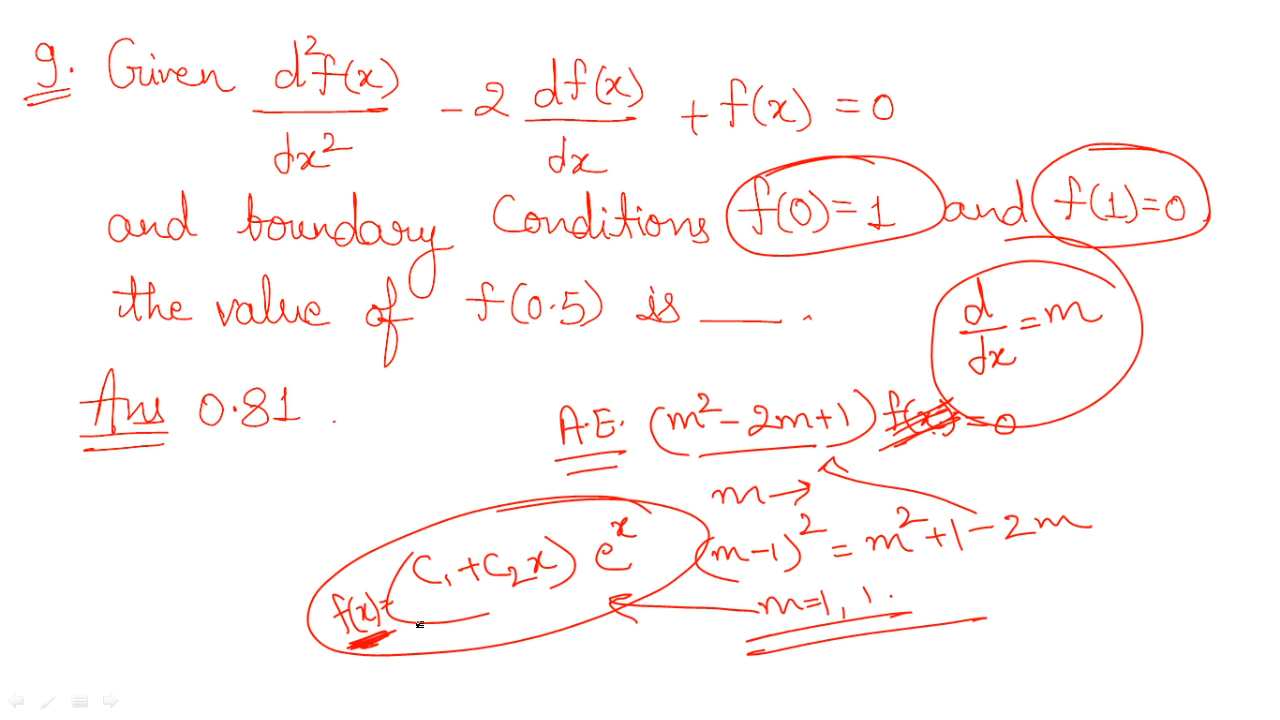 9. Given d²f(x)/dx² - 2 df(x)/dx + f(x) = 0
and boundary Conditions f(0)=1 and f(1)=0,
the value of f(0.5) is ___ .
d/dx = m
Ans 0.81.
A.E. (m²-2m+1) f(x) = 0
m →
(m-1)² = m²+1-2m
f(x)= (C₁+C₂x) eˣ
m=1, 1.